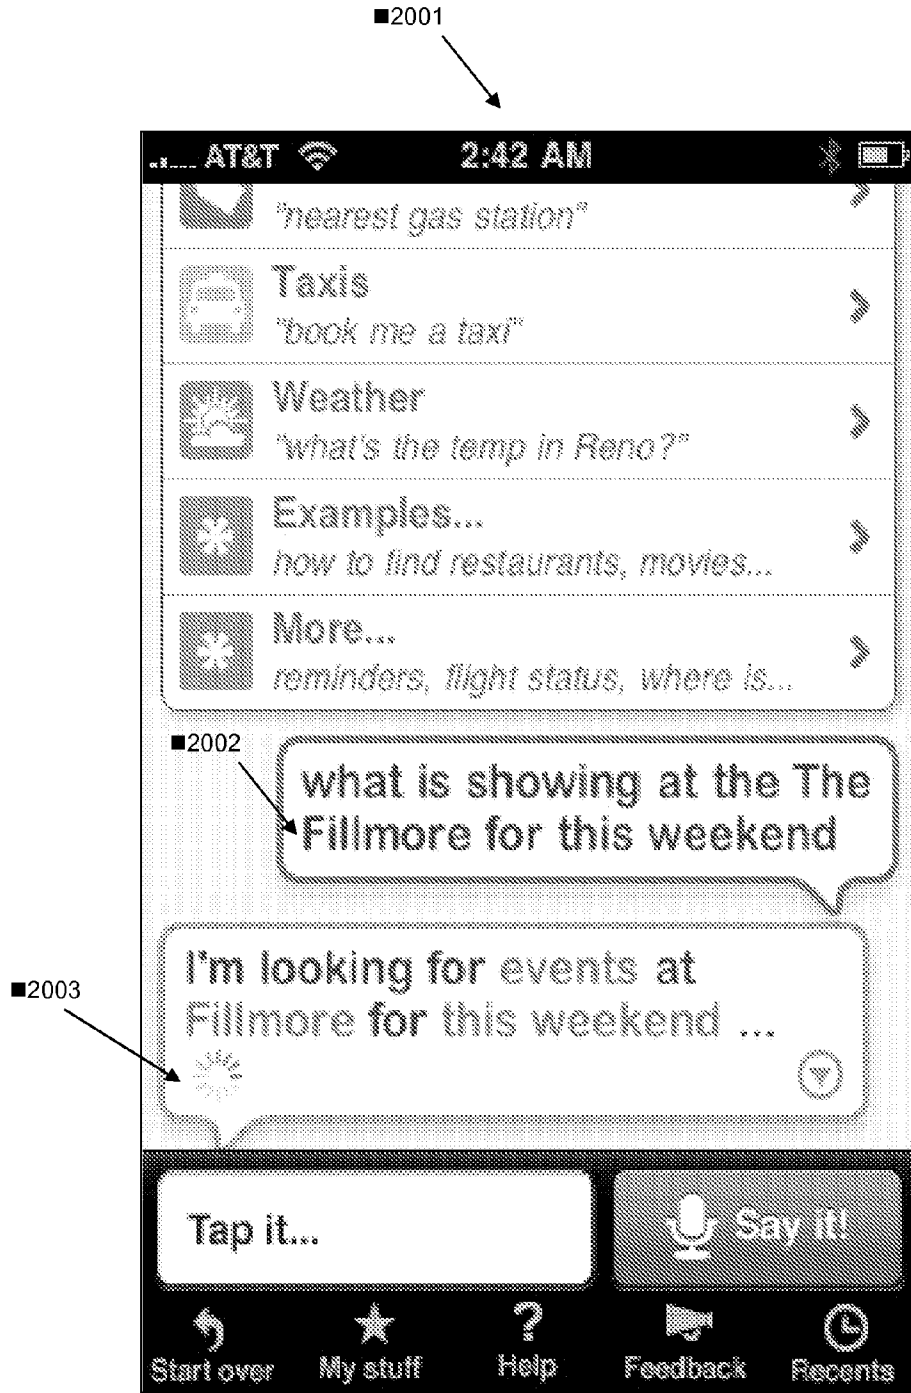 ■2001
AT&T 2:42 AM
"nearest gas station"
Taxis
"book me a taxi"
Weather
"what's the temp in Reno?"
Examples...
how to find restaurants, movies...
More...
reminders, flight status, where is...
■2002
what is showing at the The
Fillmore for this weekend
■2003
I'm looking for events at
Fillmore for this weekend ...
Tap it...
Say it!
Start over My stuff Help Feedback Recents